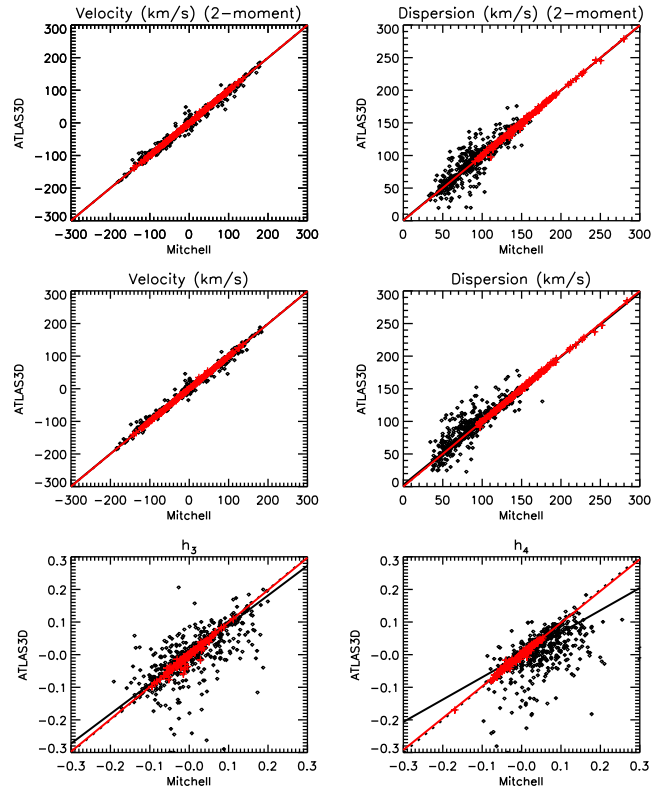 Velocity (km/s) (2-moment)
300
200
100
0
-100
-200
-300
ATLAS3D
-300 -200 -100 0 100 200 300
Mitchell
Dispersion (km/s) (2-moment)
300
250
200
150
100
50
0
ATLAS3D
0 50 100 150 200 250 300
Mitchell
Velocity (km/s)
300
200
100
0
-100
-200
-300
ATLAS3D
-300 -200 -100 0 100 200 300
Mitchell
Dispersion (km/s)
300
250
200
150
100
50
0
ATLAS3D
0 50 100 150 200 250 300
Mitchell
h3
0.3
0.2
0.1
-0.0
-0.1
-0.2
-0.3
ATLAS3D
-0.3 -0.2 -0.1 -0.0 0.1 0.2 0.3
Mitchell
h4
0.3
0.2
0.1
-0.0
-0.1
-0.2
-0.3
ATLAS3D
-0.3 -0.2 -0.1 -0.0 0.1 0.2 0.3
Mitchell